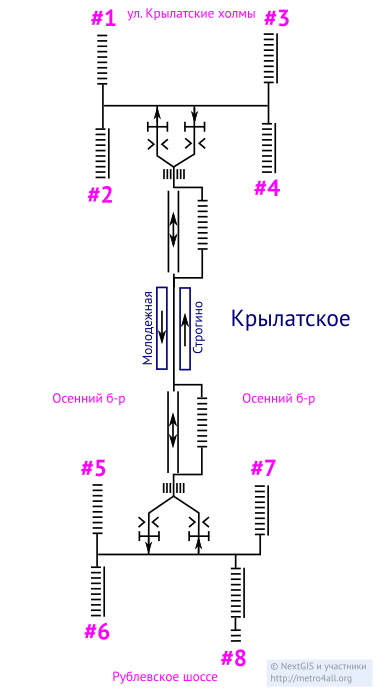 #1
ул. Крылатские холмы
#3
#2
#4
Молодежная
Строгино
Крылатское
Осенний б-р
Осенний б-р
#5
#7
#6
#8
Рублевское шоссе
© NextGIS и участники
http://metro4all.org